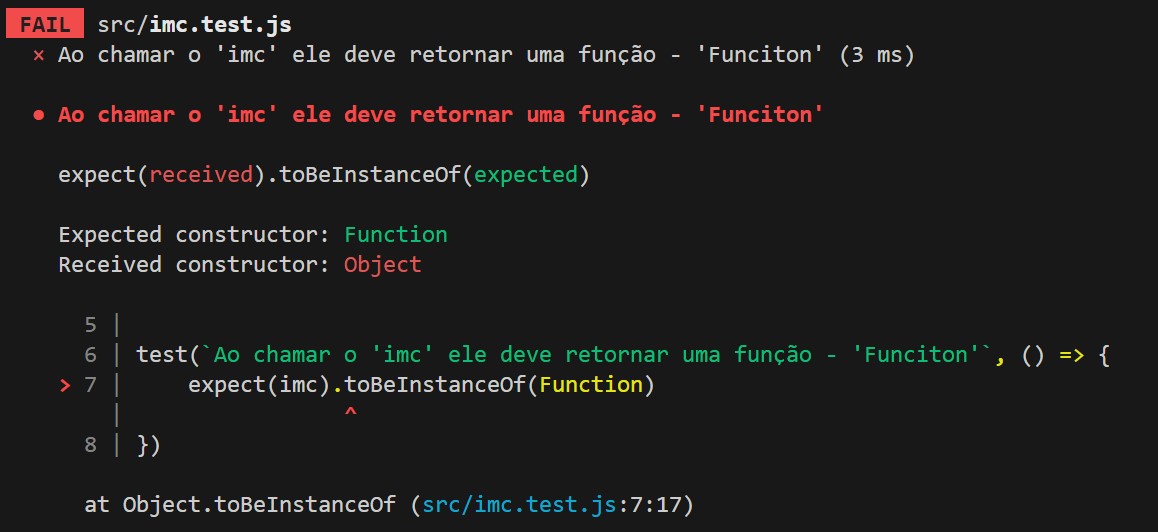 FAIL src/imc.test.js
× Ao chamar o 'imc' ele deve retornar uma função - 'Funciton' (3 ms)
● Ao chamar o 'imc' ele deve retornar uma função - 'Funciton'
expect(received).toBeInstanceOf(expected)
Expected constructor: Function
Received constructor: Object
5 |
6 | test(`Ao chamar o 'imc' ele deve retornar uma função - 'Funciton'`, () => {
> 7 |     expect(imc).toBeInstanceOf(Function)
|                 ^
8 | })
at Object.toBeInstanceOf (src/imc.test.js:7:17)